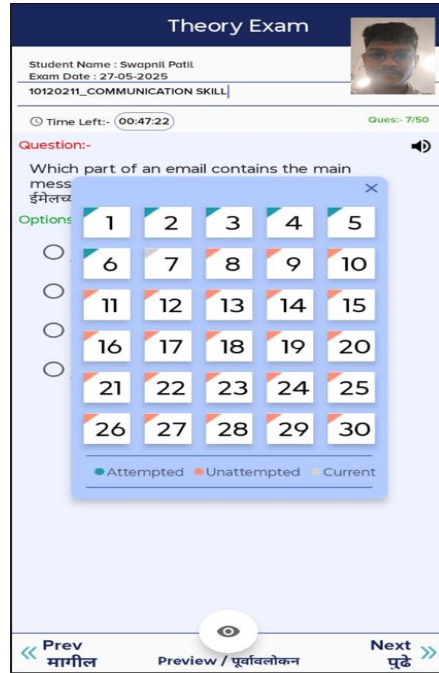 Theory Exam
Student Name : Swapnil Patil
Exam Date : 27-05-2025
10120211_COMMUNICATION SKILL
Time Left:- 00:47:22 Ques:- 7/50
Question:-
Which part of an email contains the main
mess
ईमेलच्य
Options
1 2 3 4 5
6 7 8 9 10
11 12 13 14 15
16 17 18 19 20
21 22 23 24 25
26 27 28 29 30
Attempted Unattempted Current
Prev Next
मागील Preview / पूर्वावलोकन पुढे